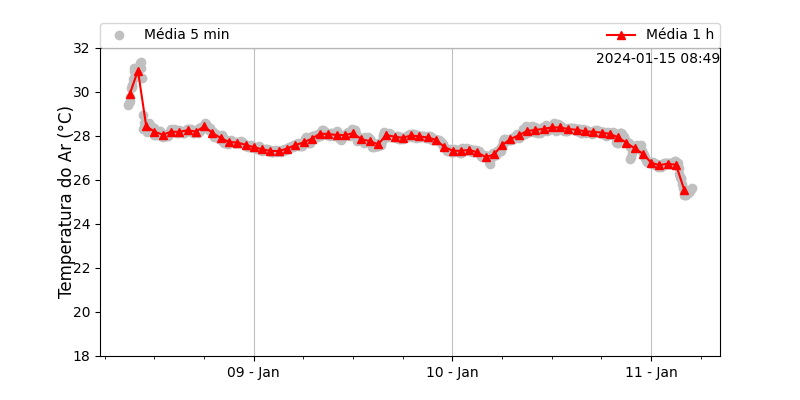 Média 5 min
Média 1 h
2024-01-15 08:49
Temperatura do Ar (°C)
32
30
28
26
24
22
20
18
09 - Jan
10 - Jan
11 - Jan